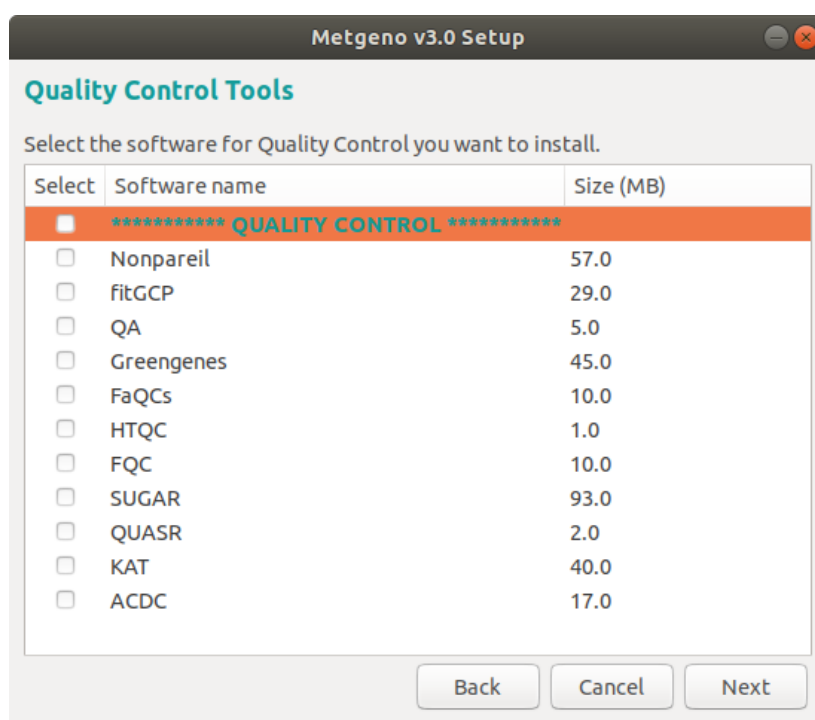 Metgeno v3.0 Setup
Quality Control Tools
Select the software for Quality Control you want to install.
Select Software name Size (MB)
*********** QUALITY CONTROL ***********
Nonpareil 57.0
fitGCP 29.0
QA 5.0
Greengenes 45.0
FaQCs 10.0
HTQC 1.0
FQC 10.0
SUGAR 93.0
QUASR 2.0
KAT 40.0
ACDC 17.0
Back Cancel Next